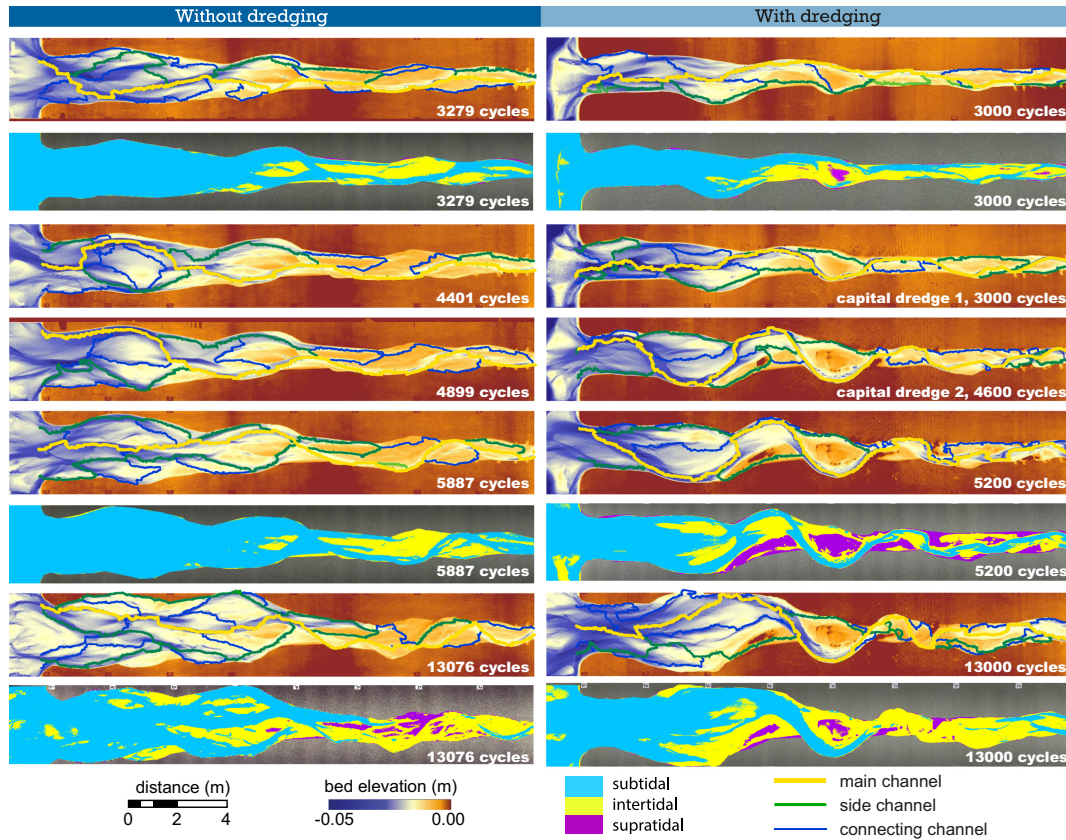 Without dredging
With dredging
3279 cycles
3000 cycles
3279 cycles
3000 cycles
4401 cycles
capital dredge 1, 3000 cycles
4899 cycles
capital dredge 2, 4600 cycles
5887 cycles
5200 cycles
5887 cycles
5200 cycles
13076 cycles
13000 cycles
13076 cycles
13000 cycles
distance (m)
0 2 4
bed elevation (m)
-0.05 0.00
subtidal
intertidal
supratidal
main channel
side channel
connecting channel